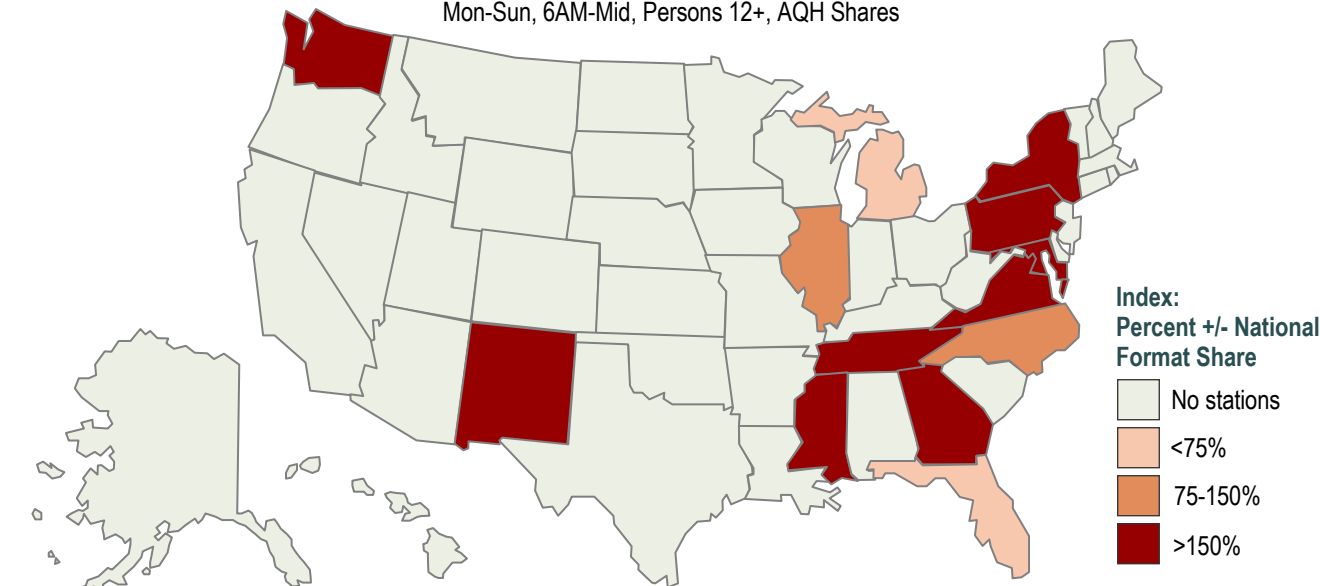 Mon-Sun, 6AM-Mid, Persons 12+, AQH Shares
Index:
Percent +/- National
Format Share
No stations
<75%
75-150%
>150%